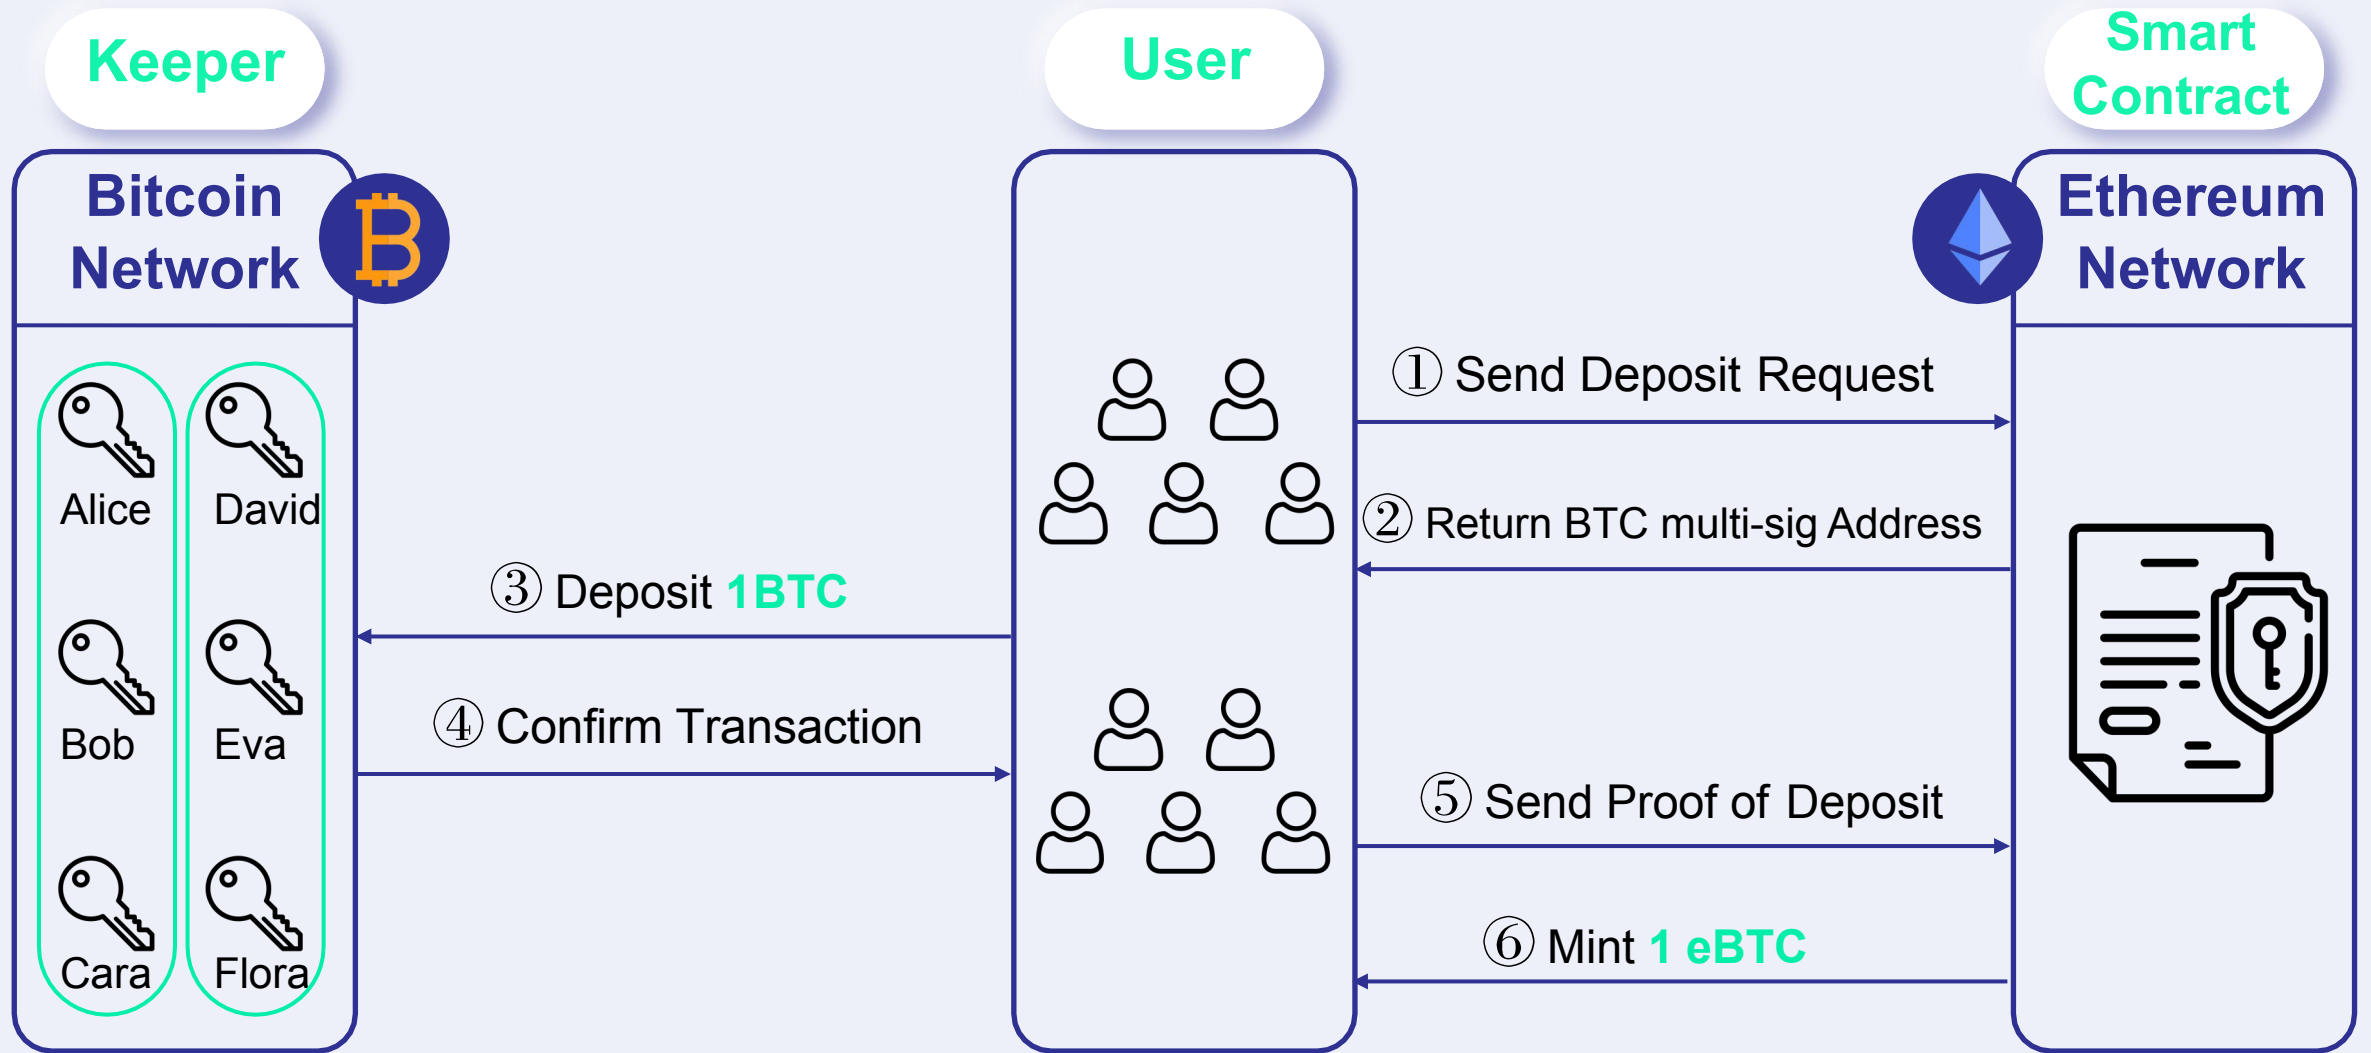 Keeper
User
Smart
Contract
Bitcoin
Network
Ethereum
Network
① Send Deposit Request
② Return BTC multi-sig Address
③ Deposit 1BTC
④ Confirm Transaction
⑤ Send Proof of Deposit
⑥ Mint 1 eBTC
Alice
David
Bob
Eva
Cara
Flora